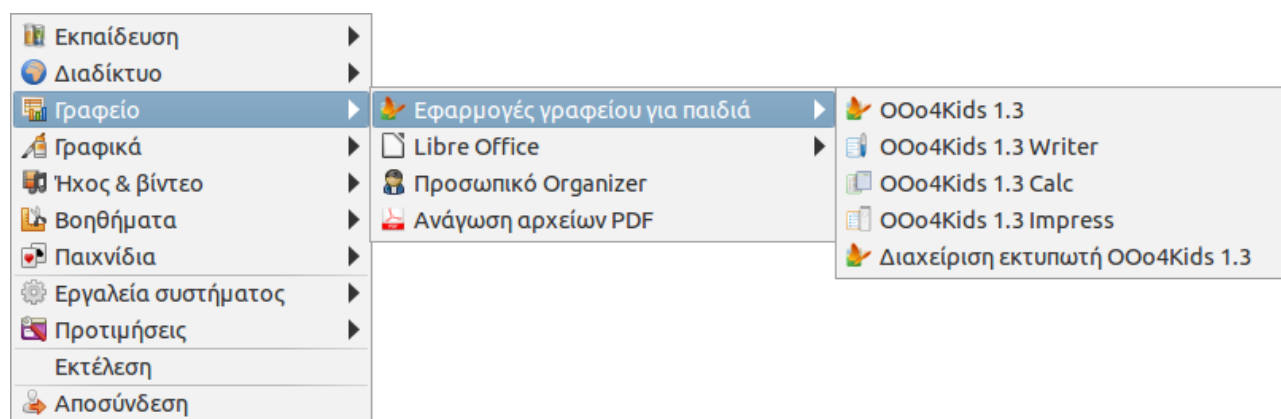 Εκπαίδευση
Διαδίκτυο
Γραφείο
Γραφικά
Ήχος & βίντεο
Βοηθήματα
Παιχνίδια
Εργαλεία συστήματος
Προτιμήσεις
Εκτέλεση
Αποσύνδεση
Εφαρμογές γραφείου για παιδιά
Libre Office
Προσωπικό Organizer
Ανάγωση αρχείων PDF
OOo4Kids 1.3
OOo4Kids 1.3 Writer
OOo4Kids 1.3 Calc
OOo4Kids 1.3 Impress
Διαχείριση εκτυπωτή OOo4Kids 1.3